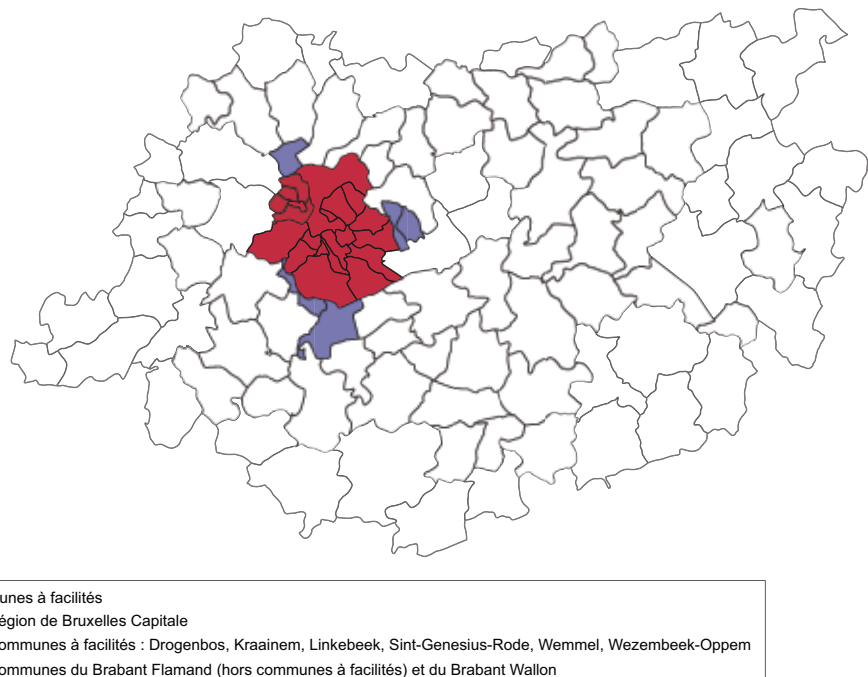 unes à facilités
égion de Bruxelles Capitale
ommunes à facilités : Drogenbos, Kraainem, Linkebeek, Sint-Genesius-Rode, Wemmel, Wezembeek-Oppem
ommunes du Brabant Flamand (hors communes à facilités) et du Brabant Wallon